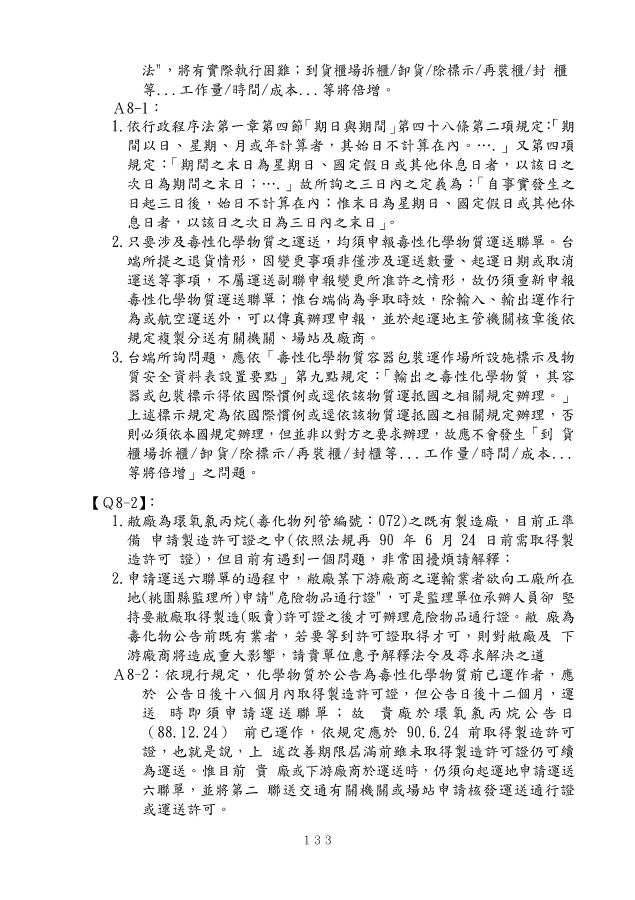 法"，將有實際執行困難；到貨櫃場拆櫃/卸貨/除標示/再裝櫃/封 櫃
等...工作量/時間/成本...等將倍增。
Ａ8-1：
1.依行政程序法第一章第四節「期日與期間」第四十八條第二項規定：「期
間以日、星期、月或年計算者，其始日不計算在內。….」又第四項
規定：「期間之末日為星期日、國定假日或其他休息日者，以該日之
次日為期間之末日；….」故所詢之三日內之定義為：「自事實發生之
日起三日後，始日不計算在內；惟末日為星期日、國定假日或其他休
息日者，以該日之次日為三日內之末日」。
2.只要涉及毒性化學物質之運送，均須申報毒性化學物質運送聯單。台
端所提之退貨情形，因變更事項非僅涉及運送數量、起運日期或取消
運送等事項，不屬運送副聯申報變更所准許之情形，故仍須重新申報
毒性化學物質運送聯單；惟台端倘為爭取時效，除輸入、輸出運作行
為或航空運送外，可以傳真辦理申報，並於起運地主管機關核章後依
規定複製分送有關機關、場站及廠商。
3.台端所詢問題，應依「毒性化學物質容器包裝運作場所設施標示及物
質安全資料表設置要點」第九點規定：「輸出之毒性化學物質，其容
器或包裝標示得依國際慣例或逕依該物質運抵國之相關規定辦理。」
上述標示規定為依國際慣例或逕依該物質運抵國之相關規定辦理，否
則必須依本國規定辦理，但並非以對方之要求辦理，故應不會發生「到 貨
櫃場拆櫃/卸貨/除標示/再裝櫃/封櫃等...工作量/時間/成本...
等將倍增」之問題。
【Ｑ8-2】：
1.敝廠為環氧氯丙烷(毒化物列管編號：072)之既有製造廠，目前正準
備 申請製造許可證之中(依照法規再 90 年 6 月 24 日前需取得製
造許可 證)，但目前有遇到一個問題，非常困擾煩請解釋：
2.申請運送六聯單的過程中，敝廠某下游廠商之運輸業者欲向工廠所在
地(桃園縣監理所)申請"危險物品通行證"，可是監理單位承辦人員卻 堅
持要敝廠取得製造(販賣)許可證之後才可辦理危險物品通行證。敝 廠為
毒化物公告前既有業者，若要等到許可證取得才可，則對敝廠及 下
游廠商將造成重大影響，請貴單位惠予解釋法令及尋求解決之道
Ａ8-2：依現行規定，化學物質於公告為毒性化學物質前已運作者，應
於 公告日後十八個月內取得製造許可證，但公告日後十二個月，運
送 時即須申請運送聯單；故 貴廠於環氧氯丙烷公告日
（88.12.24） 前已運作，依規定應於 90.6.24 前取得製造許可
證，也就是說，上 述改善期限屆滿前雖未取得製造許可證仍可續
為運送。惟目前 貴 廠或下游廠商於運送時，仍須向起運地申請運送
六聯單，並將第二 聯送交通有關機關或場站申請核發運送通行證
或運送許可。
133